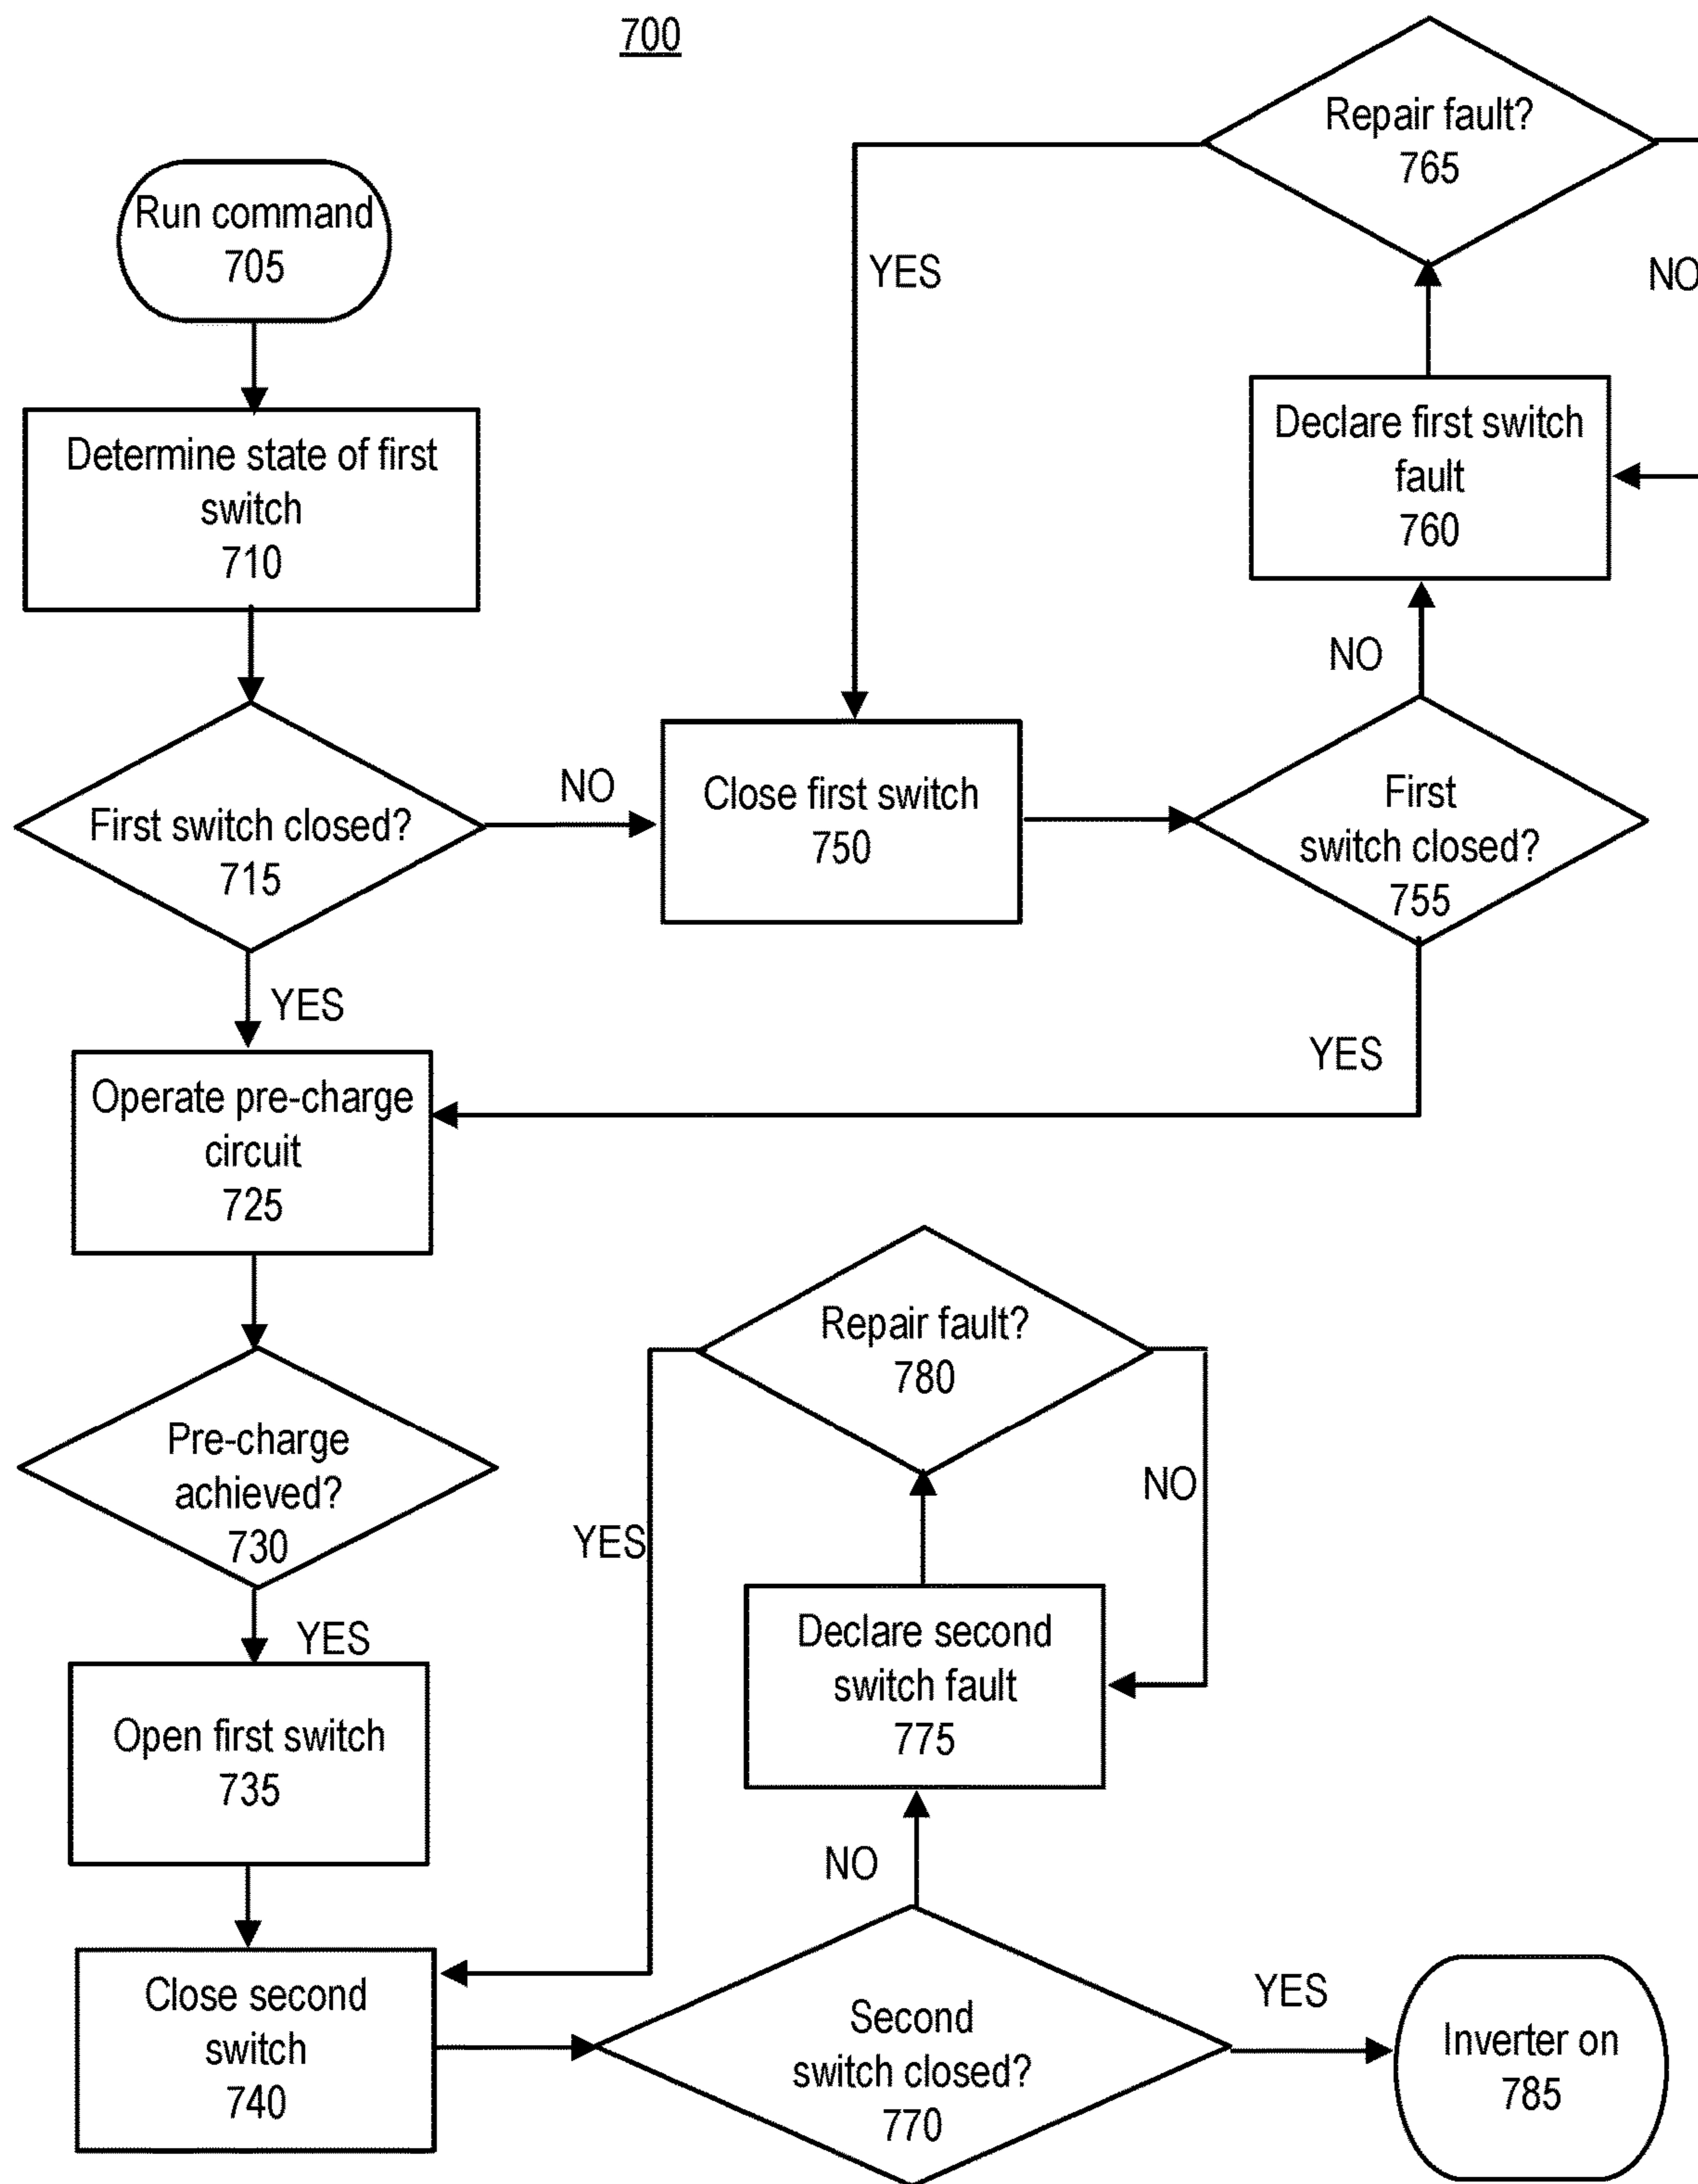 700
Run command
705
Determine state of first
switch
710
First switch closed?
715
NO
YES
Close first switch
750
First
switch closed?
755
NO
YES
Declare first switch
fault
760
Repair fault?
765
YES
NO
Operate pre-charge
circuit
725
Pre-charge
achieved?
730
YES
Open first switch
735
Close second
switch
740
Second
switch closed?
770
NO
YES
Declare second
switch fault
775
Repair fault?
780
YES
NO
Inverter on
785